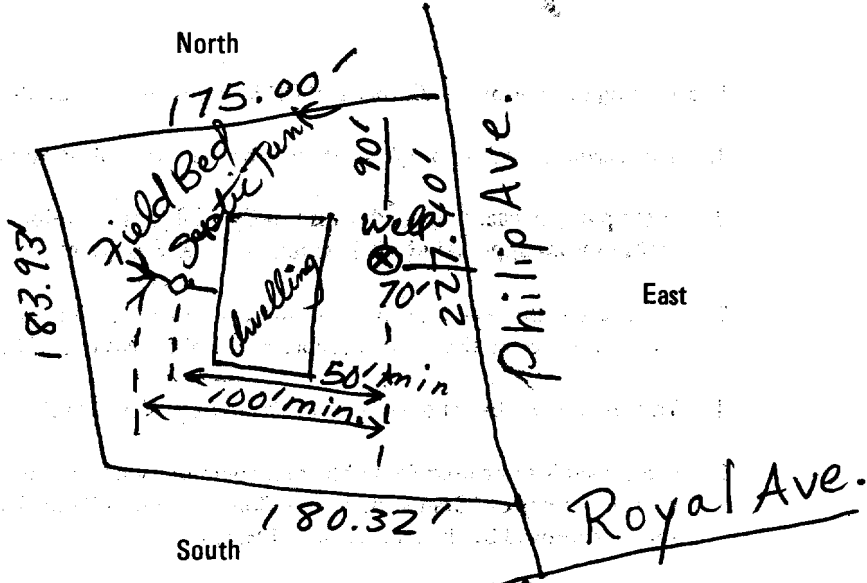 North
175.00'
Field Bed
Septic Tank
90'
Well
70'
227.40'
Philip Ave.
East
183.93'
dwelling
50' min
100' min.
180.32'
South
Royal Ave.